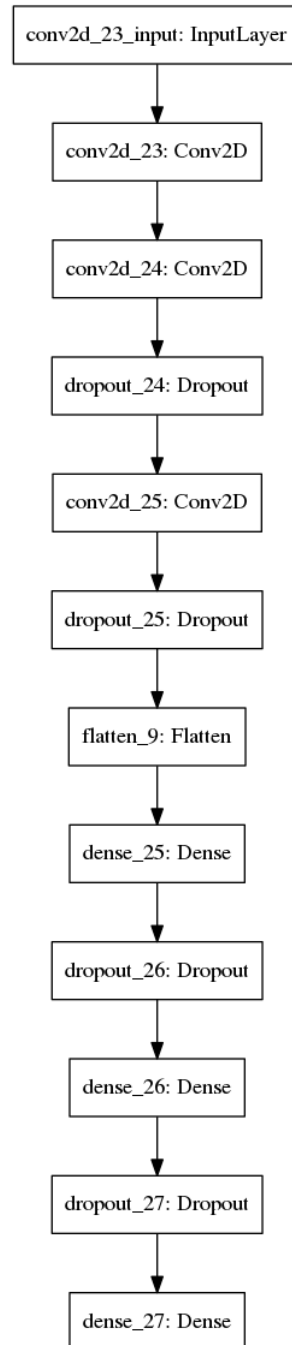 conv2d_23_input: InputLayer
conv2d_23: Conv2D
conv2d_24: Conv2D
dropout_24: Dropout
conv2d_25: Conv2D
dropout_25: Dropout
flatten_9: Flatten
dense_25: Dense
dropout_26: Dropout
dense_26: Dense
dropout_27: Dropout
dense_27: Dense